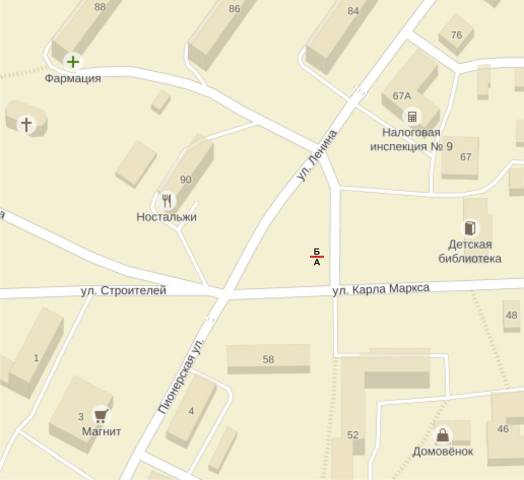 88
86
84
76
Фармация
67А
Налоговая
инспекция № 9
67
ул. Ленина
90
Ностальжи
а
Детская
библиотека
Б
А
ул. Строителей
ул. Карла Маркса
48
Пионерская ул.
58
1
3
Магнит
4
52
46
Домовёнок